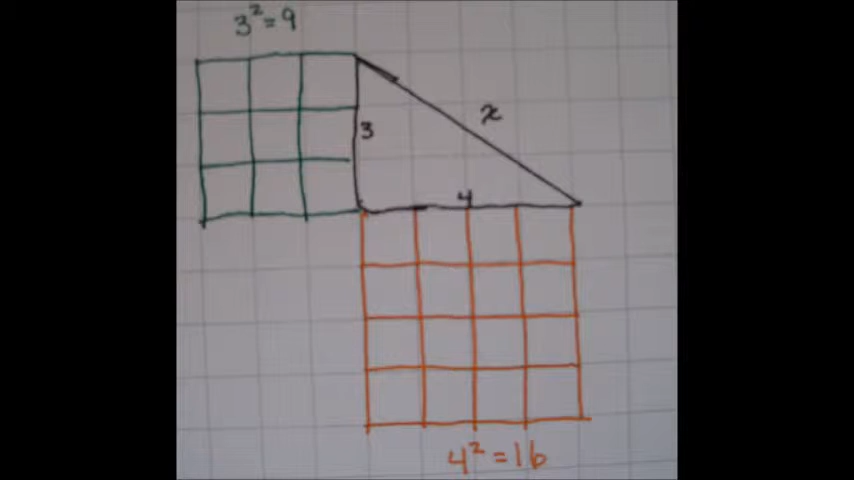 3² = 9
x
3
4
4² = 16